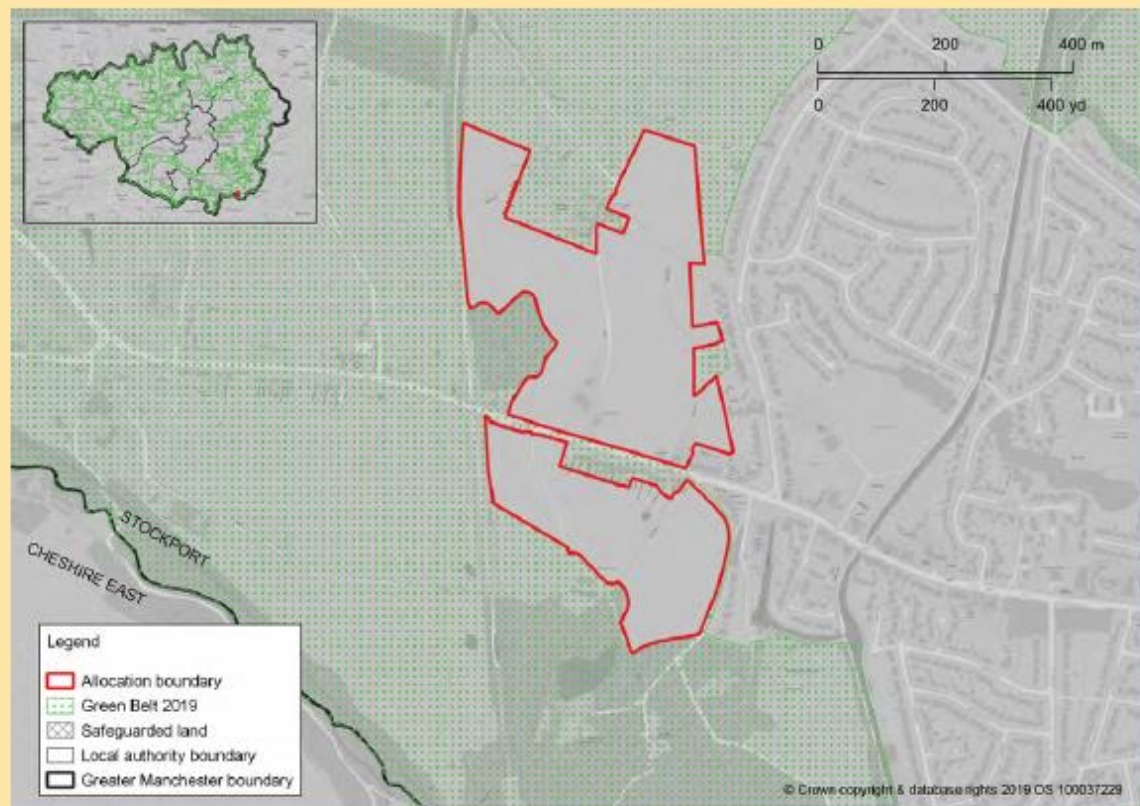 0 200 400 m
0 200 400 yd
STOCKPORT
CHESHIRE EAST
Legend
Allocation boundary
Green Belt 2019
Safeguarded land
Local authority boundary
Greater Manchester boundary
© Crown copyright & database rights 2019 OS 100037229